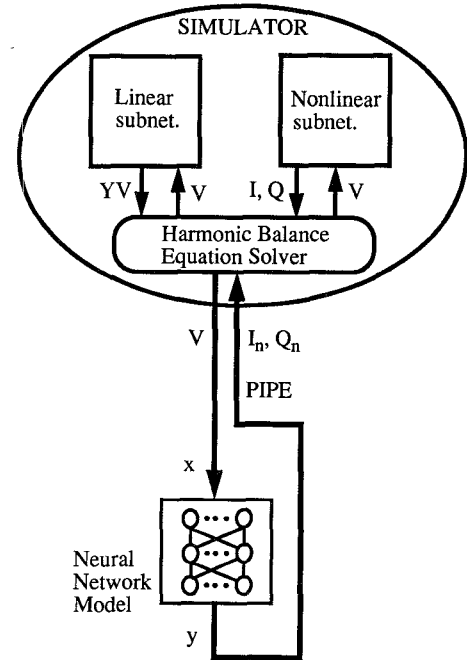 SIMULATOR
Linear
subnet.
Nonlinear
subnet.
YV
V
I, Q
V
Harmonic Balance
Equation Solver
V
Iₙ, Qₙ
PIPE
x
Neural
Network
Model
y